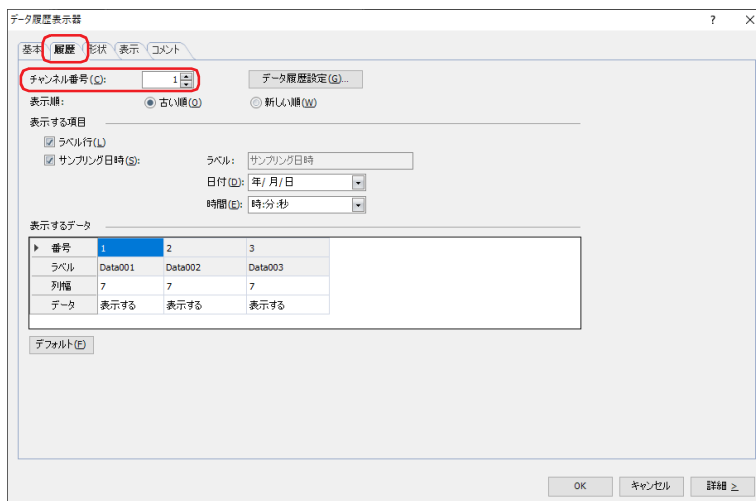 データ履歴表示器 ? ×
基本 履歴 形状 表示 コメント
チャンネル番号(C): 1 データ履歴設定(G)...
表示順: 古い順(O) 新しい順(W)
表示する項目
ラベル行(L)
サンプリング日時(S): ラベル: サンプリング日時
日付(D): 年/月/日
時間(E): 時:分:秒
表示するデータ
番号 1 2 3
ラベル Data001 Data002 Data003
列幅 7 7 7
データ 表示する 表示する 表示する
デフォルト(F)
OK キャンセル 詳細 ≥